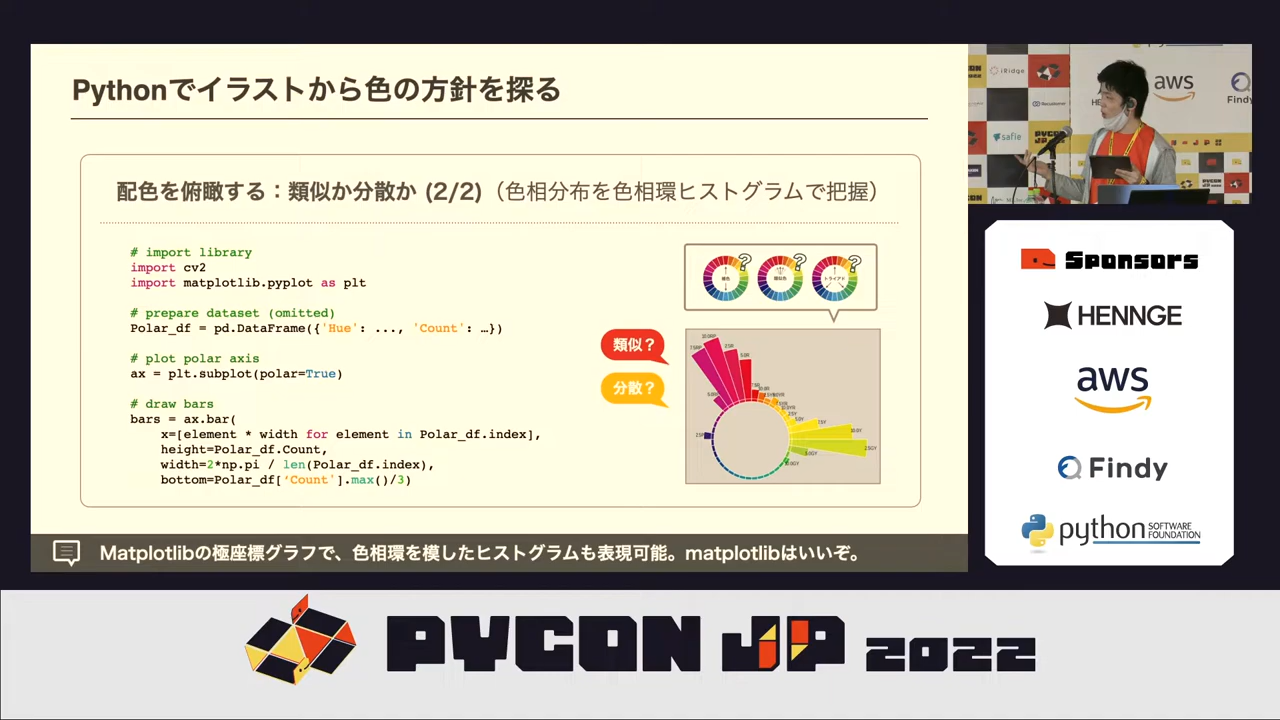 Pythonでイラストから色の方針を探る
配色を俯瞰する：類似か分散か (2/2)（色相分布を色相環ヒストグラムで把握）
# import library
import cv2
import matplotlib.pyplot as plt
# prepare dataset (omitted)
Polar_df = pd.DataFrame({'Hue': ..., 'Count': …})
# plot polar axis
ax = plt.subplot(polar=True)
# draw bars
bars = ax.bar(
x=[element * width for element in Polar_df.index],
height=Polar_df.Count,
width=2*np.pi / len(Polar_df.index),
bottom=Polar_df[‘Count'].max()/3)
? ? ?
類似？
分散？
Matplotlibの極座標グラフで、色相環を模したヒストグラムも表現可能。matplotlibはいいぞ。
iRidge
aws
Findy
safie
PYCON
Sponsors
HENNGE
aws
Findy
python SOFTWARE FOUNDATION
PYCON JP 2022